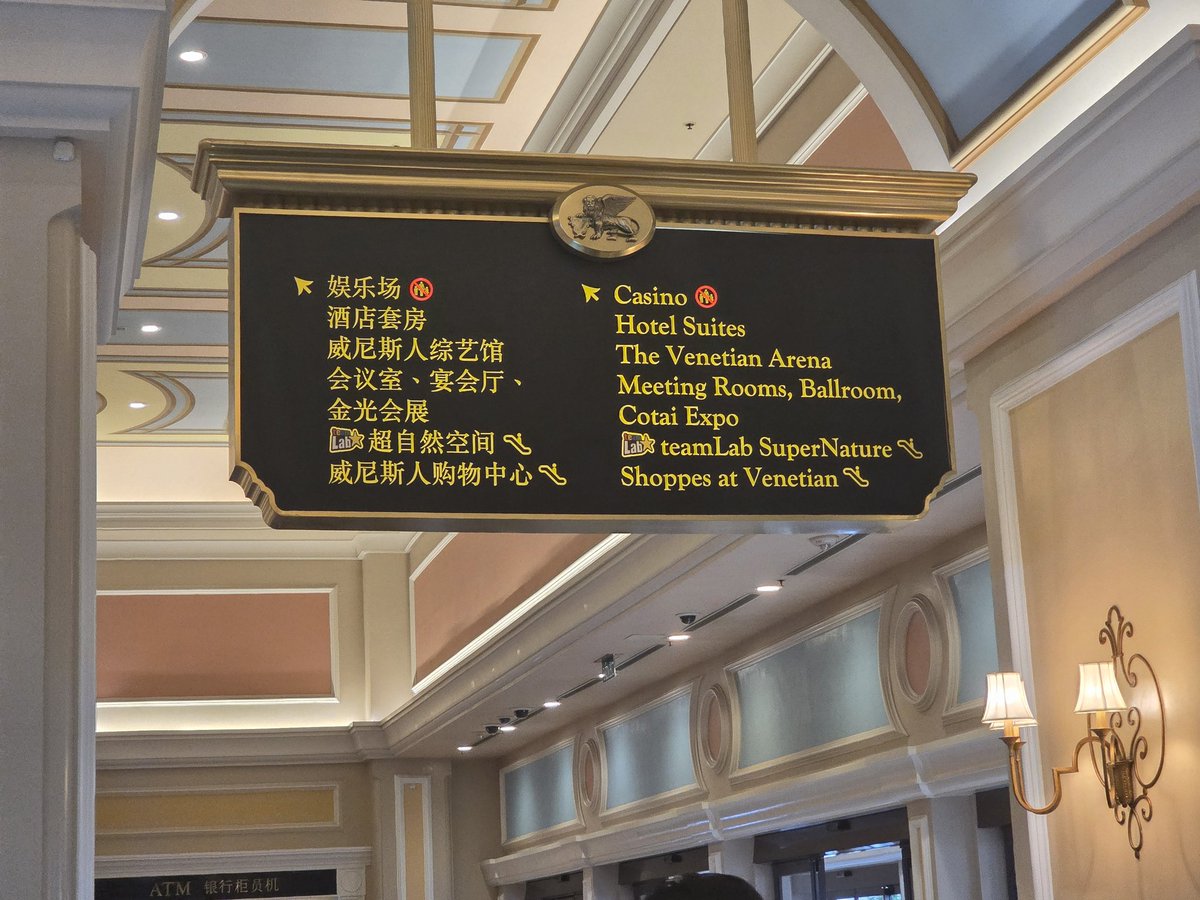 娱乐场
酒店套房
威尼斯人综艺馆
会议室、宴会厅、
金光会展
Lab 超自然空间
威尼斯人购物中心
Casino
Hotel Suites
The Venetian Arena
Meeting Rooms, Ballroom,
Cotai Expo
Lab teamLab SuperNature
Shoppes at Venetian
ATM 银行柜员机